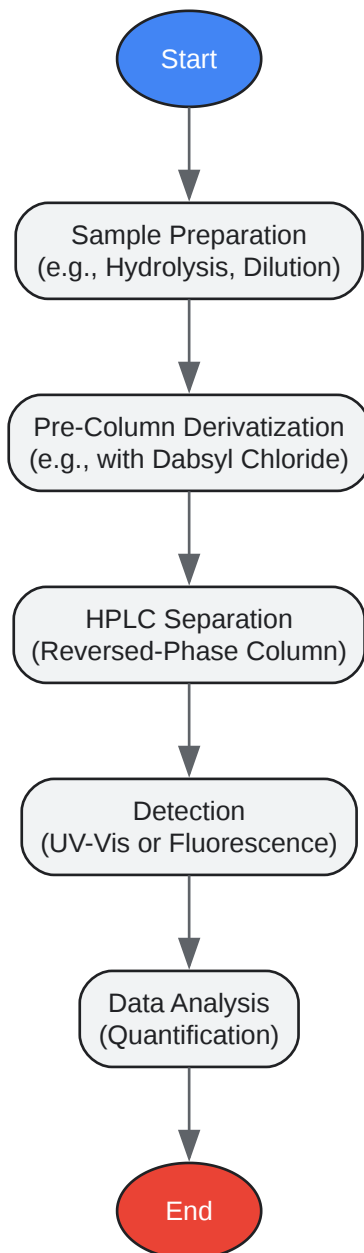 Start
Sample Preparation
(e.g., Hydrolysis, Dilution)
Pre-Column Derivatization
(e.g., with Dabsyl Chloride)
HPLC Separation
(Reversed-Phase Column)
Detection
(UV-Vis or Fluorescence)
Data Analysis
(Quantification)
End